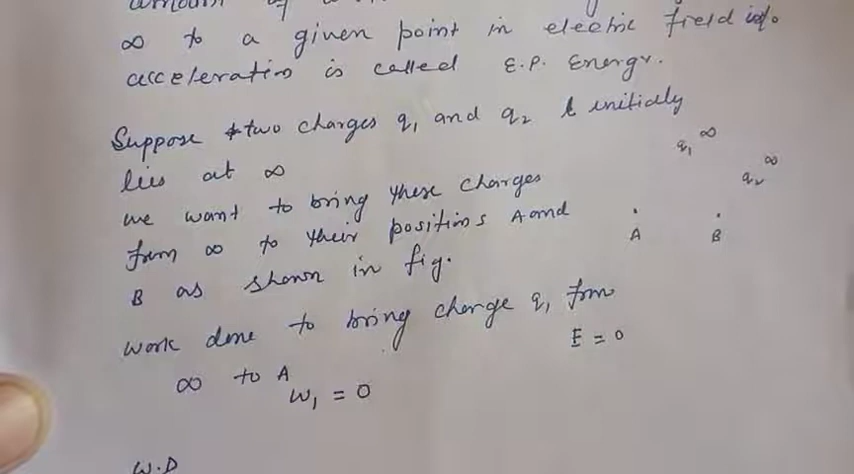 ∞ to a given point in electric field w/o
acceleration is called E.P. Energy.
Suppose two charges q₁ and q₂ initially
lies at ∞
q₁ ∞
q₂ ∞
we want to bring these charges
from ∞ to their positions A and
A B
B as shown in fig.
work done to bring charge q₁ from
∞ to A
E = 0
W₁ = 0
W.D